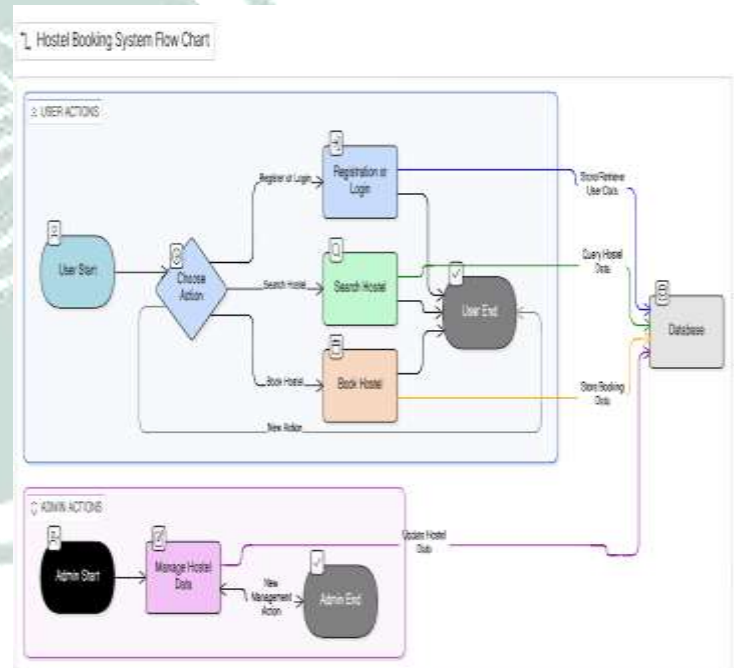 Hostel Booking System Flow Chart
USER ACTIONS
Register or Login
Registration or
Login
Store/Retrieve
User Data
User Start
Choose
Action
Search Hostel
Search Hostel
User End
Query Hostel
Data
Database
Book Hostel
Book Hostel
Store Booking
Data
New Action
ADMIN ACTIONS
Update Hostel
Data
Admin Start
Manage Hostel
Data
New
Management
Action
Admin End